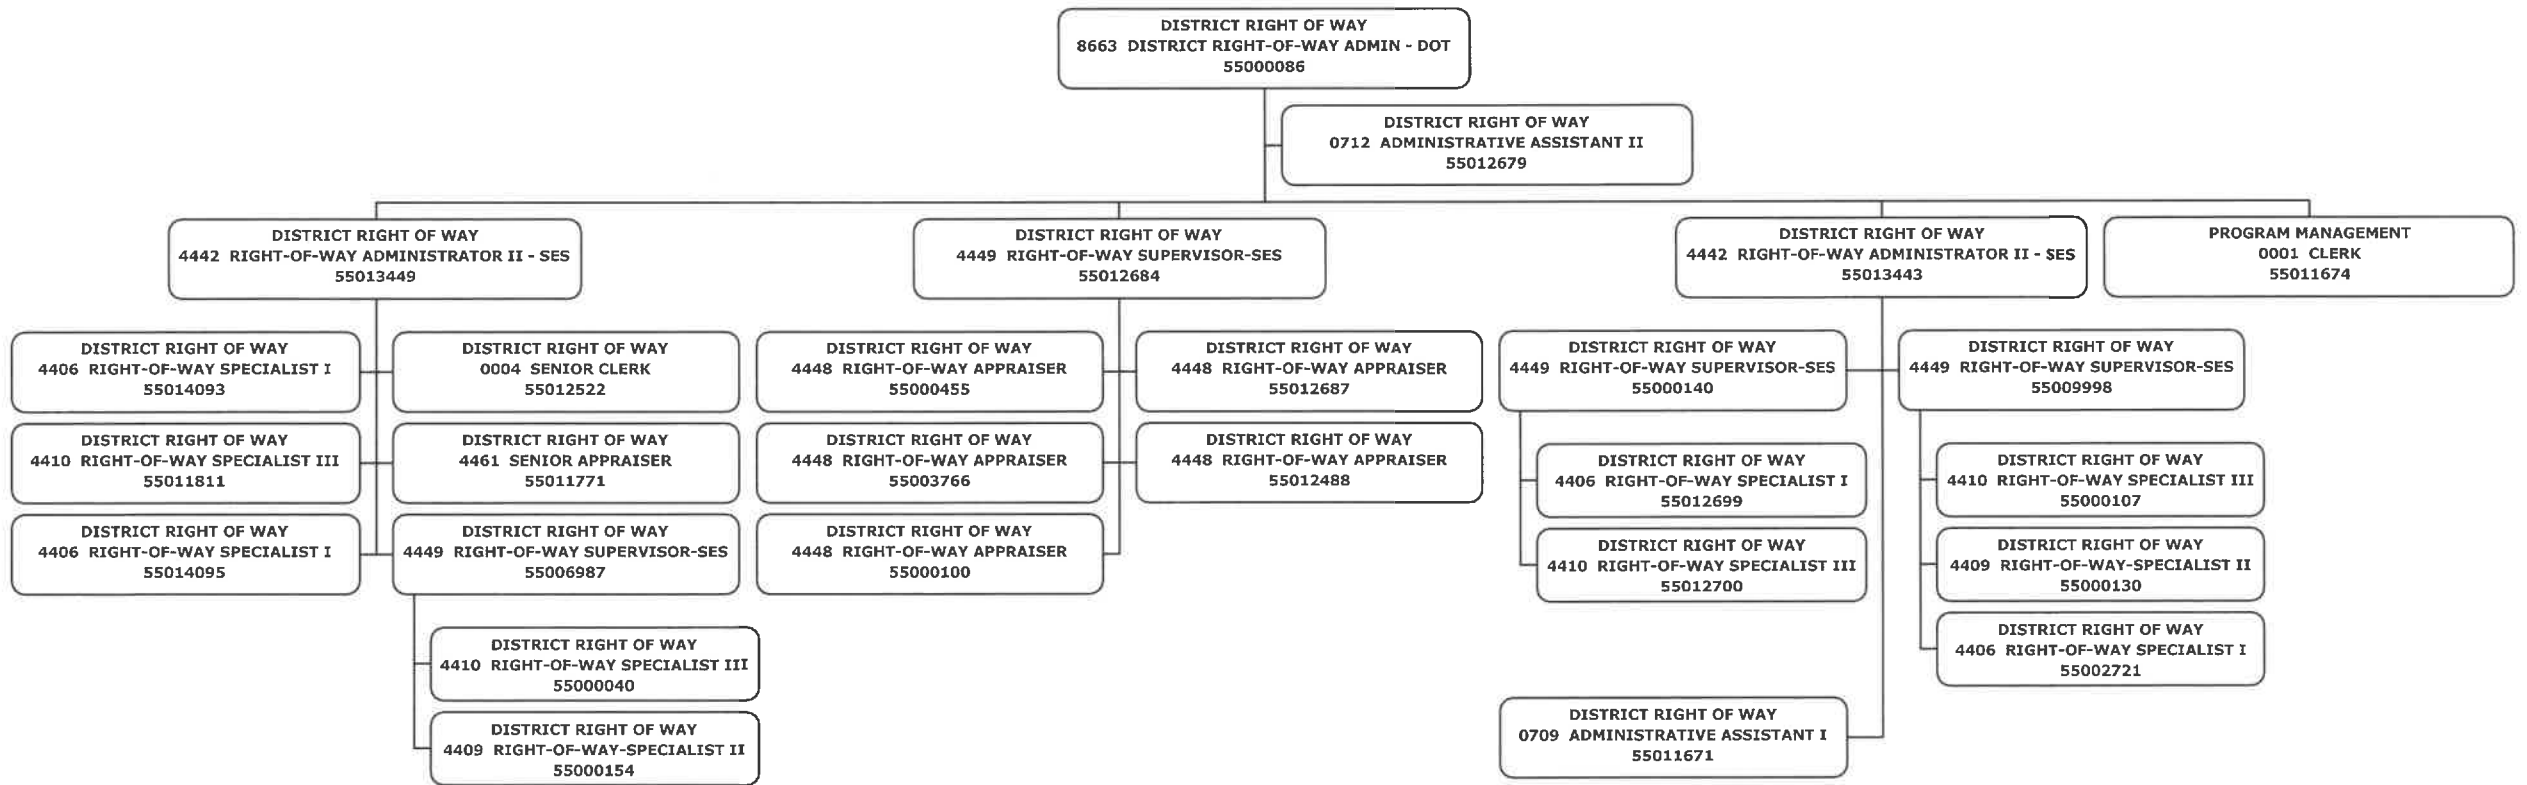 DISTRICT RIGHT OF WAY
8663 DISTRICT RIGHT-OF-WAY ADMIN - DOT
55000086
DISTRICT RIGHT OF WAY
0712 ADMINISTRATIVE ASSISTANT II
55012679
DISTRICT RIGHT OF WAY
4442 RIGHT-OF-WAY ADMINISTRATOR II - SES
55013449
DISTRICT RIGHT OF WAY
4449 RIGHT-OF-WAY SUPERVISOR-SES
55012684
DISTRICT RIGHT OF WAY
4442 RIGHT-OF-WAY ADMINISTRATOR II - SES
55013443
PROGRAM MANAGEMENT
0001 CLERK
55011674
DISTRICT RIGHT OF WAY
4406 RIGHT-OF-WAY SPECIALIST I
55014093
DISTRICT RIGHT OF WAY
0004 SENIOR CLERK
55012522
DISTRICT RIGHT OF WAY
4410 RIGHT-OF-WAY SPECIALIST III
55011811
DISTRICT RIGHT OF WAY
4461 SENIOR APPRAISER
55011771
DISTRICT RIGHT OF WAY
4406 RIGHT-OF-WAY SPECIALIST I
55014095
DISTRICT RIGHT OF WAY
4449 RIGHT-OF-WAY SUPERVISOR-SES
55006987
DISTRICT RIGHT OF WAY
4410 RIGHT-OF-WAY SPECIALIST III
55000040
DISTRICT RIGHT OF WAY
4409 RIGHT-OF-WAY-SPECIALIST II
55000154
DISTRICT RIGHT OF WAY
4448 RIGHT-OF-WAY APPRAISER
55000455
DISTRICT RIGHT OF WAY
4448 RIGHT-OF-WAY APPRAISER
55012687
DISTRICT RIGHT OF WAY
4448 RIGHT-OF-WAY APPRAISER
55003766
DISTRICT RIGHT OF WAY
4448 RIGHT-OF-WAY APPRAISER
55012488
DISTRICT RIGHT OF WAY
4448 RIGHT-OF-WAY APPRAISER
55000100
DISTRICT RIGHT OF WAY
4449 RIGHT-OF-WAY SUPERVISOR-SES
55000140
DISTRICT RIGHT OF WAY
4406 RIGHT-OF-WAY SPECIALIST I
55012699
DISTRICT RIGHT OF WAY
4410 RIGHT-OF-WAY SPECIALIST III
55012700
DISTRICT RIGHT OF WAY
4449 RIGHT-OF-WAY SUPERVISOR-SES
55009998
DISTRICT RIGHT OF WAY
4410 RIGHT-OF-WAY SPECIALIST III
55000107
DISTRICT RIGHT OF WAY
4409 RIGHT-OF-WAY-SPECIALIST II
55000130
DISTRICT RIGHT OF WAY
4406 RIGHT-OF-WAY SPECIALIST I
55002721
DISTRICT RIGHT OF WAY
0709 ADMINISTRATIVE ASSISTANT I
55011671